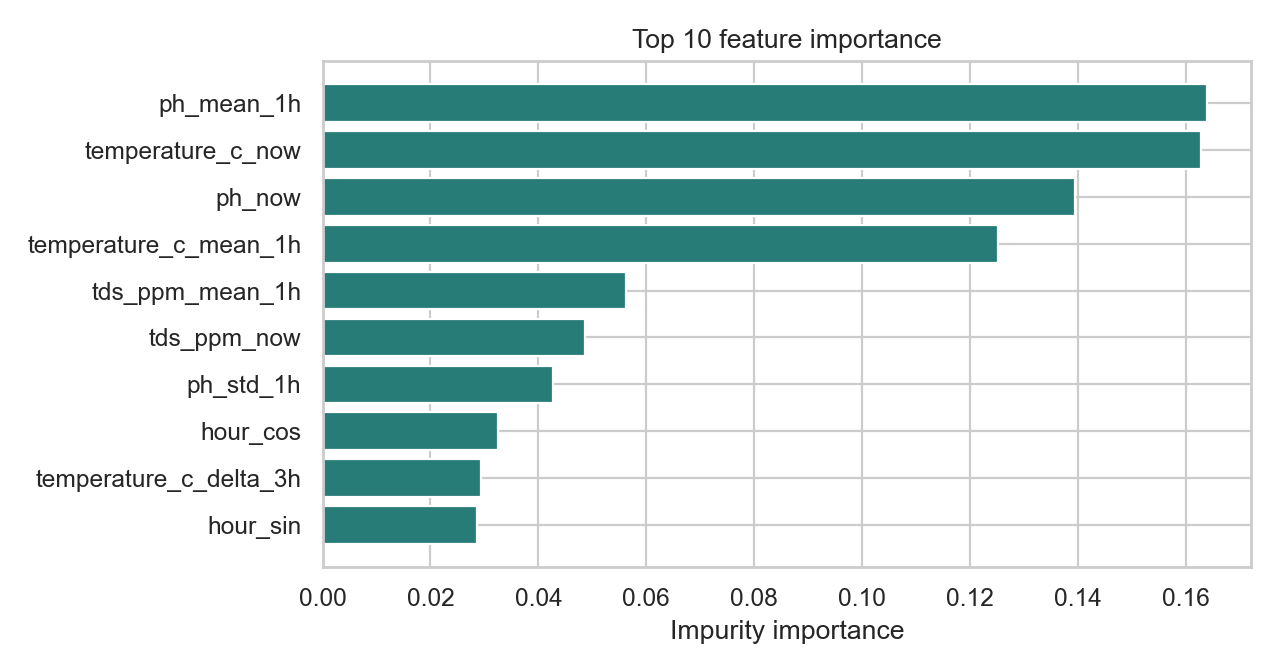 Top 10 feature importance
ph_mean_1h
temperature_c_now
ph_now
temperature_c_mean_1h
tds_ppm_mean_1h
tds_ppm_now
ph_std_1h
hour_cos
temperature_c_delta_3h
hour_sin
0.00 0.02 0.04 0.06 0.08 0.10 0.12 0.14 0.16
Impurity importance